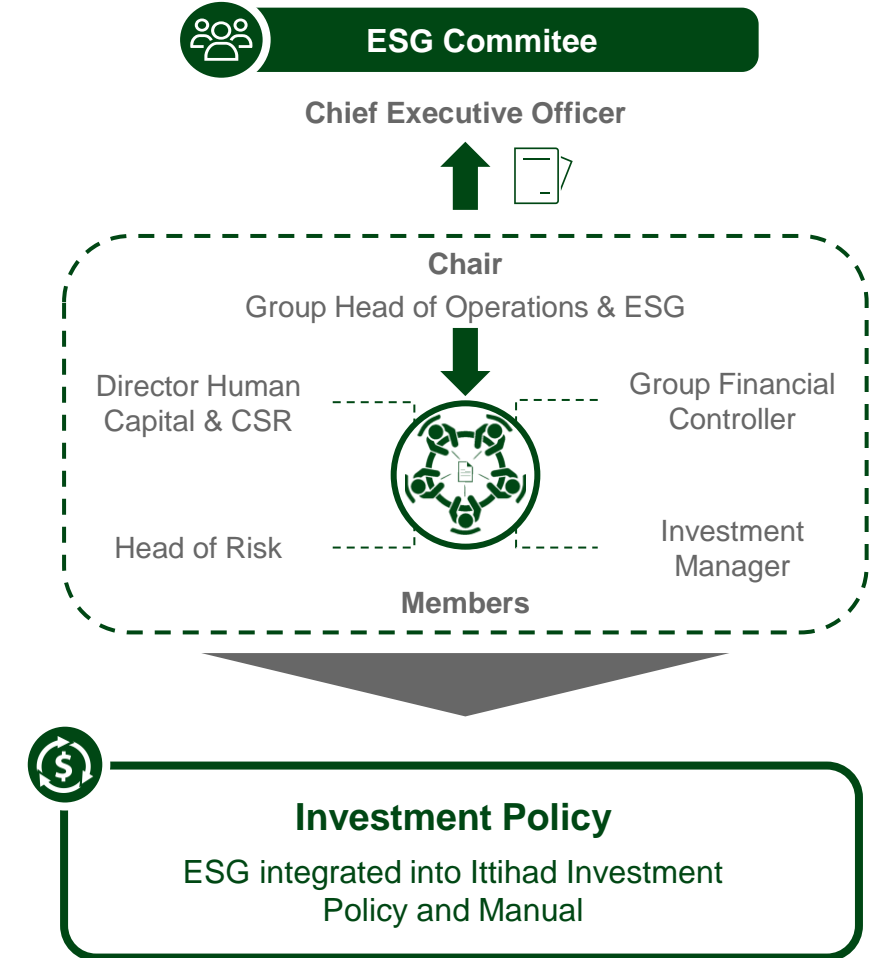 ESG Commitee
Chief Executive Officer
Chair
Group Head of Operations & ESG
Director Human
Capital & CSR
Group Financial
Controller
Head of Risk
Investment
Manager
Members
$
Investment Policy
ESG integrated into Ittihad Investment
Policy and Manual